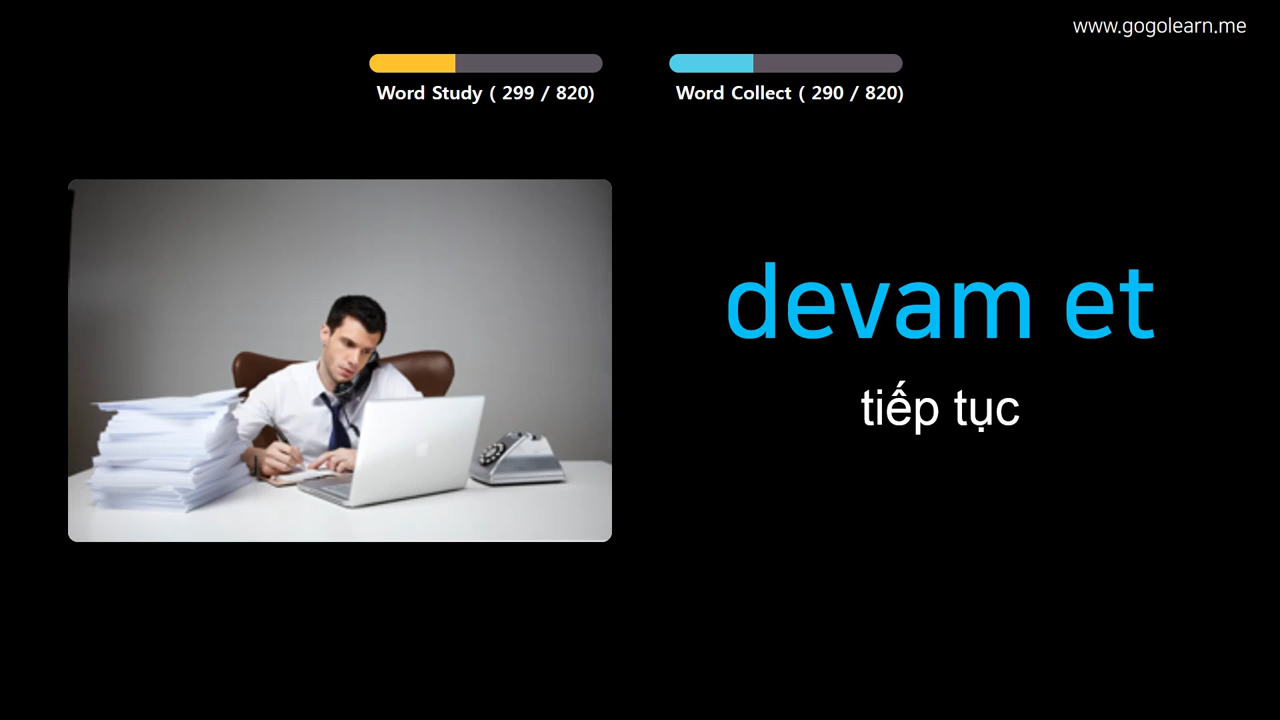 www.gogolearn.me
Word Study ( 299 / 820)
Word Collect ( 290 / 820)
devam et
tiếp tục